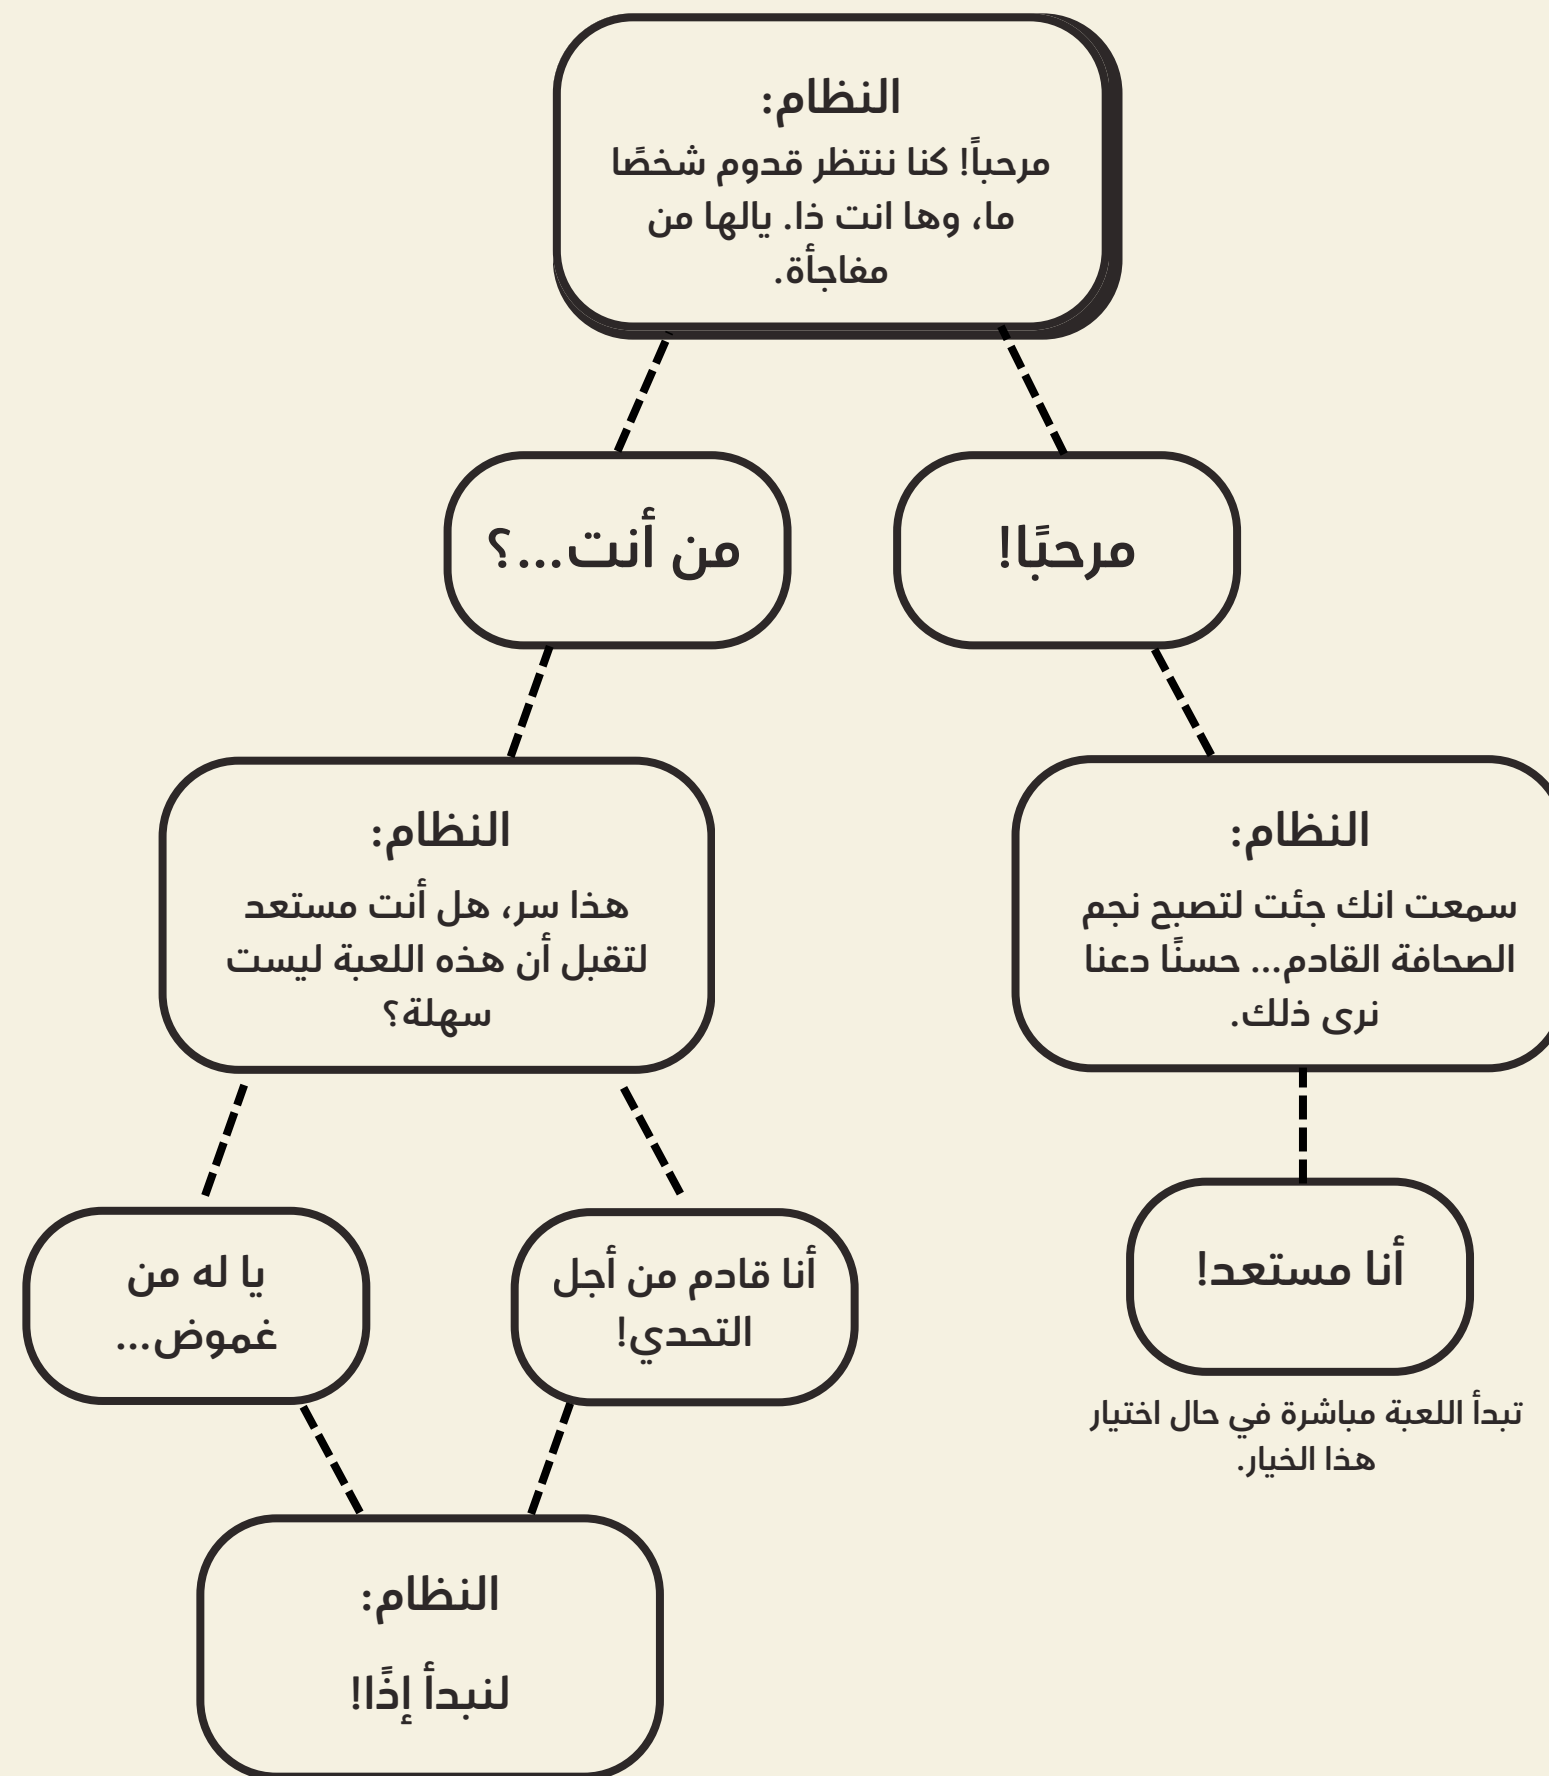 النظام:
مرحباً! كنا ننتظر قدوم شخصًا
ما، وها انت ذا. يالها من
مفاجأة.
مرحبًا!
من أنت...؟
النظام:
سمعت انك جئت لتصبح نجم
الصحافة القادم... حسنًا دعنا
نرى ذلك.
النظام:
هذا سر، هل أنت مستعد
لتقبل أن هذه اللعبة ليست
سهلة؟
أنا مستعد!
تبدأ اللعبة مباشرة في حال اختيار
هذا الخيار.
أنا قادم من أجل
التحدي!
يا له من
غموض...
النظام:
لنبدأ إذًا!